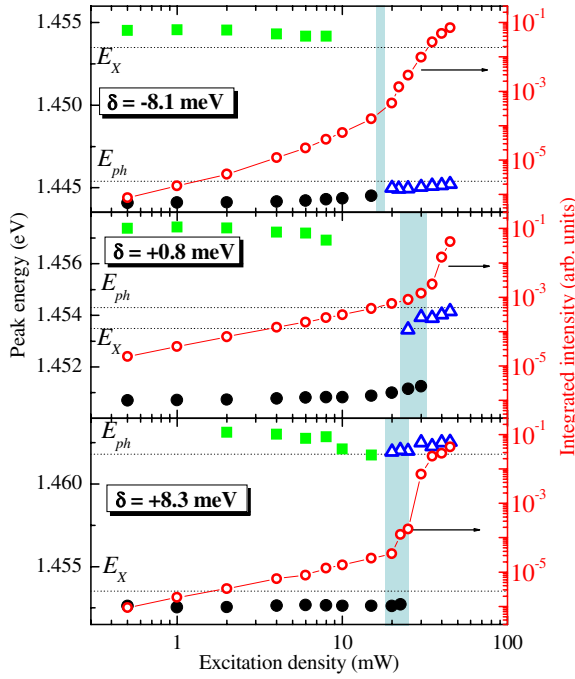 1.455
1.450
1.445
E_X
E_ph
δ = -8.1 meV
10^-1
10^-3
10^-5
1.456
1.454
1.452
E_ph
E_X
δ = +0.8 meV
10^-1
10^-3
10^-5
1.460
1.455
E_ph
E_X
δ = +8.3 meV
10^-1
10^-3
10^-5
Peak energy (eV)
Integrated intensity (arb. units)
1
10
100
Excitation density (mW)